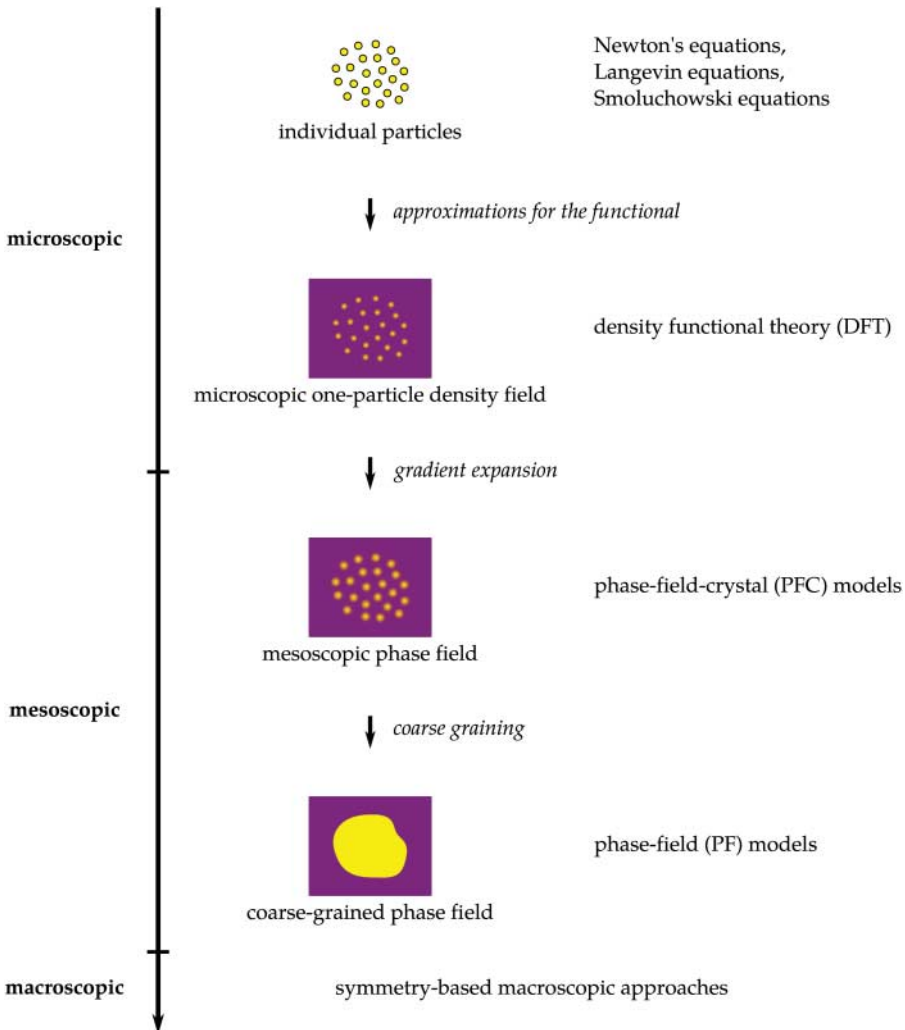 Newton's equations,
Langevin equations,
Smoluchowski equations
individual particles
approximations for the functional
microscopic
density functional theory (DFT)
microscopic one-particle density field
gradient expansion
phase-field-crystal (PFC) models
mesoscopic phase field
mesoscopic
coarse graining
phase-field (PF) models
coarse-grained phase field
macroscopic
symmetry-based macroscopic approaches